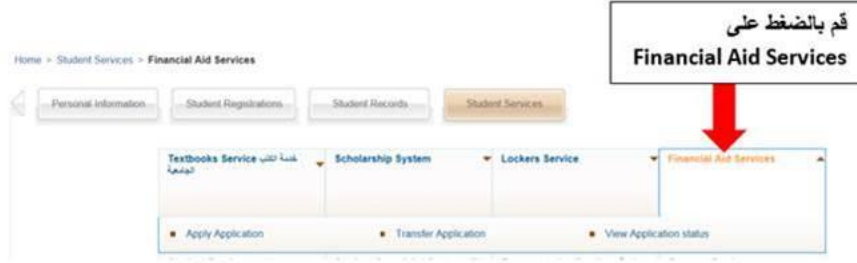 قم بالضغط على
Financial Aid Services
Home > Student Services > Financial Aid Services
Personal Information
Student Registrations
Student Records
Student Services
Textbooks Service خدمة الكتب
الجامعية
Scholarship System
Lockers Service
Financial Aid Services
Apply Application
Transfer Application
View Application status